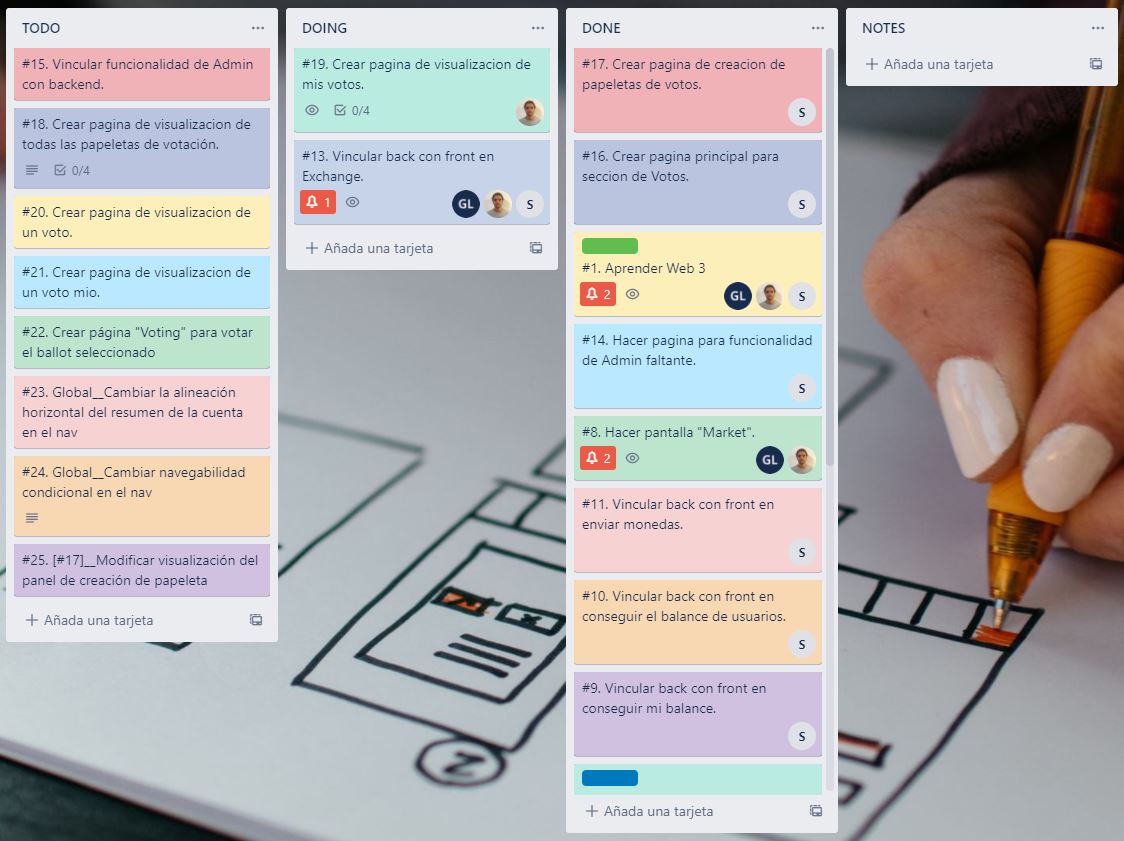 TODO
#15. Vincular funcionalidad de Admin
con backend.
#18. Crear pagina de visualizacion de
todas las papeletas de votación.
0/4
#20. Crear pagina de visualizacion de
un voto.
#21. Crear pagina de visualizacion de
un voto mio.
#22. Crear página "Voting" para votar
el ballot seleccionado
#23. Global__Cambiar la alineación
horizontal del resumen de la cuenta
en el nav
#24. Global__Cambiar navegabilidad
condicional en el nav
#25. [#17]__Modificar visualización del
panel de creación de papeleta
Añada una tarjeta
DOING
#19. Crear pagina de visualizacion de
mis votos.
0/4
#13. Vincular back con front en
Exchange.
1
GL
S
Añada una tarjeta
DONE
#17. Crear pagina de creacion de
papeletas de votos.
S
#16. Crear pagina principal para
seccion de Votos.
S
#1. Aprender Web 3
2
GL
S
#14. Hacer pagina para funcionalidad
de Admin faltante.
S
#8. Hacer pantalla "Market".
2
GL
#11. Vincular back con front en
enviar monedas.
S
#10. Vincular back con front en
conseguir el balance de usuarios.
S
#9. Vincular back con front en
conseguir mi balance.
S
Añada una tarjeta
NOTES
Añada una tarjeta